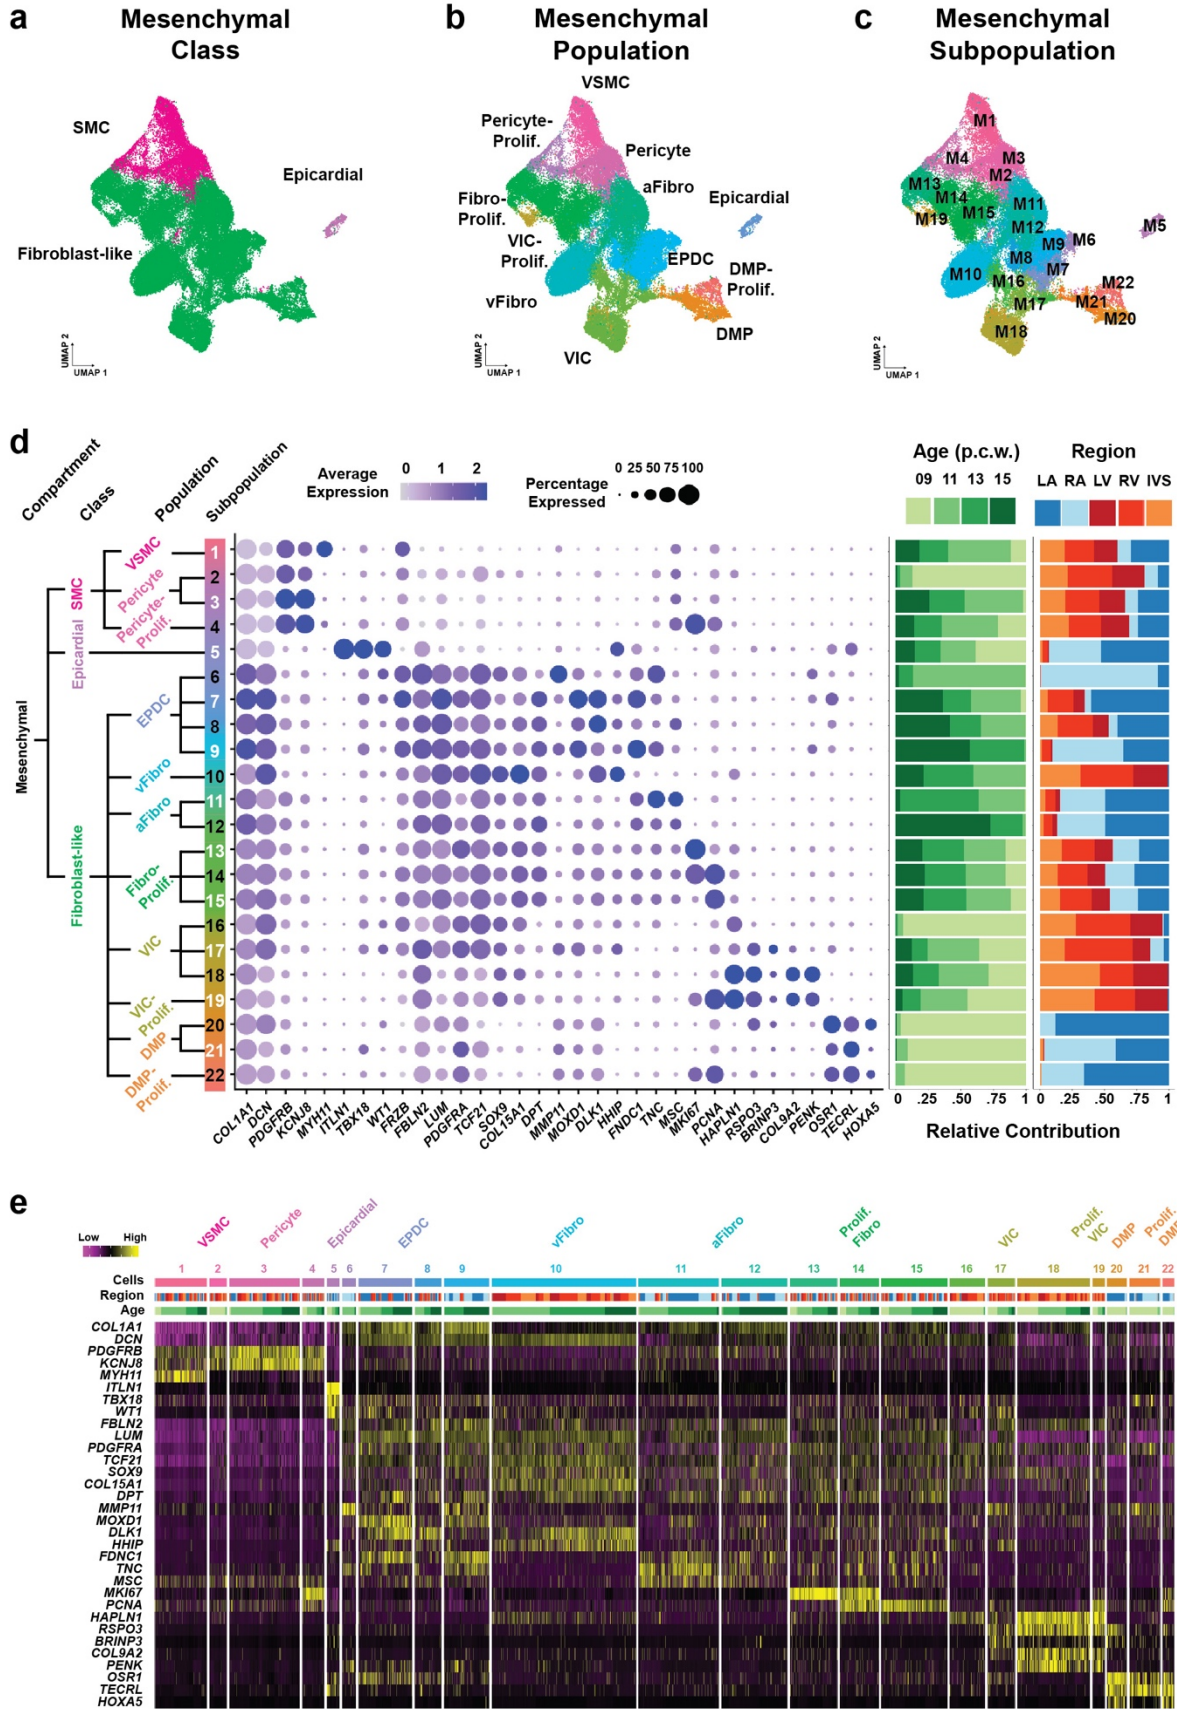 a
Mesenchymal
Class
SMC
Epicardial
Fibroblast-like
UMAP 2
UMAP 1
b
Mesenchymal
Population
VSMC
Pericyte-
Prolif.
Pericyte
aFibro
Epicardial
Fibro-
Prolif.
VIC-
Prolif.
EPDC
DMP-
Prolif.
vFibro
DMP
VIC
UMAP 2
UMAP 1
c
Mesenchymal
Subpopulation
M1
M4
M3
M2
M13
M14
M11
M19
M15
M5
M12
M9
M6
M8
M10
M7
M16
M22
M17
M21
M20
M18
UMAP 2
UMAP 1
d
Compartment
Class
Population
Subpopulation
Average
Expression
0 1 2
Percentage
Expressed
0 25 50 75 100
Age (p.c.w.)
09 11 13 15
Region
LA RA LV RV IVS
Mesenchymal
SMC
Epicardial
Fibroblast-like
VSMC
Pericyte
Pericyte-
Prolif.
EPDC
vFibro
aFibro
Fibro-
Prolif.
VIC
VIC-
Prolif.
DMP
DMP-
Prolif.
1
2
3
4
5
6
7
8
9
10
11
12
13
14
15
16
17
18
19
20
21
22
COL1A1 DCN PDGFRB KCNJ8 MYH11 ITLN1 TBX18 WT1 FRZB FBLN2 LUM PDGFRA TCF21 SOX9 COL15A1 DPT MMP11 MOXD1 DLK1 HHIP FNDC1 TNC MSC MKI67 PCNA HAPLN1 RSPO3 BRINP3 COL9A2 PENK OSR1 TECRL HOXA5
0 .25 .50 .75 1
0 .25 .50 .75 1
Relative Contribution
e
Low High
VSMC Pericyte Epicardial EPDC vFibro aFibro Prolif. Fibro VIC Prolif. VIC DMP Prolif. DMP
1 2 3 4 5 6 7 8 9 10 11 12 13 14 15 16 17 18 19 20 21 22
Cells
Region
Age
COL1A1
DCN
PDGFRB
KCNJ8
MYH11
ITLN1
TBX18
WT1
FBLN2
LUM
PDGFRA
TCF21
SOX9
COL15A1
DPT
MMP11
MOXD1
DLK1
HHIP
FDNC1
TNC
MSC
MKI67
PCNA
HAPLN1
RSPO3
BRINP3
COL9A2
PENK
OSR1
TECRL
HOXA5